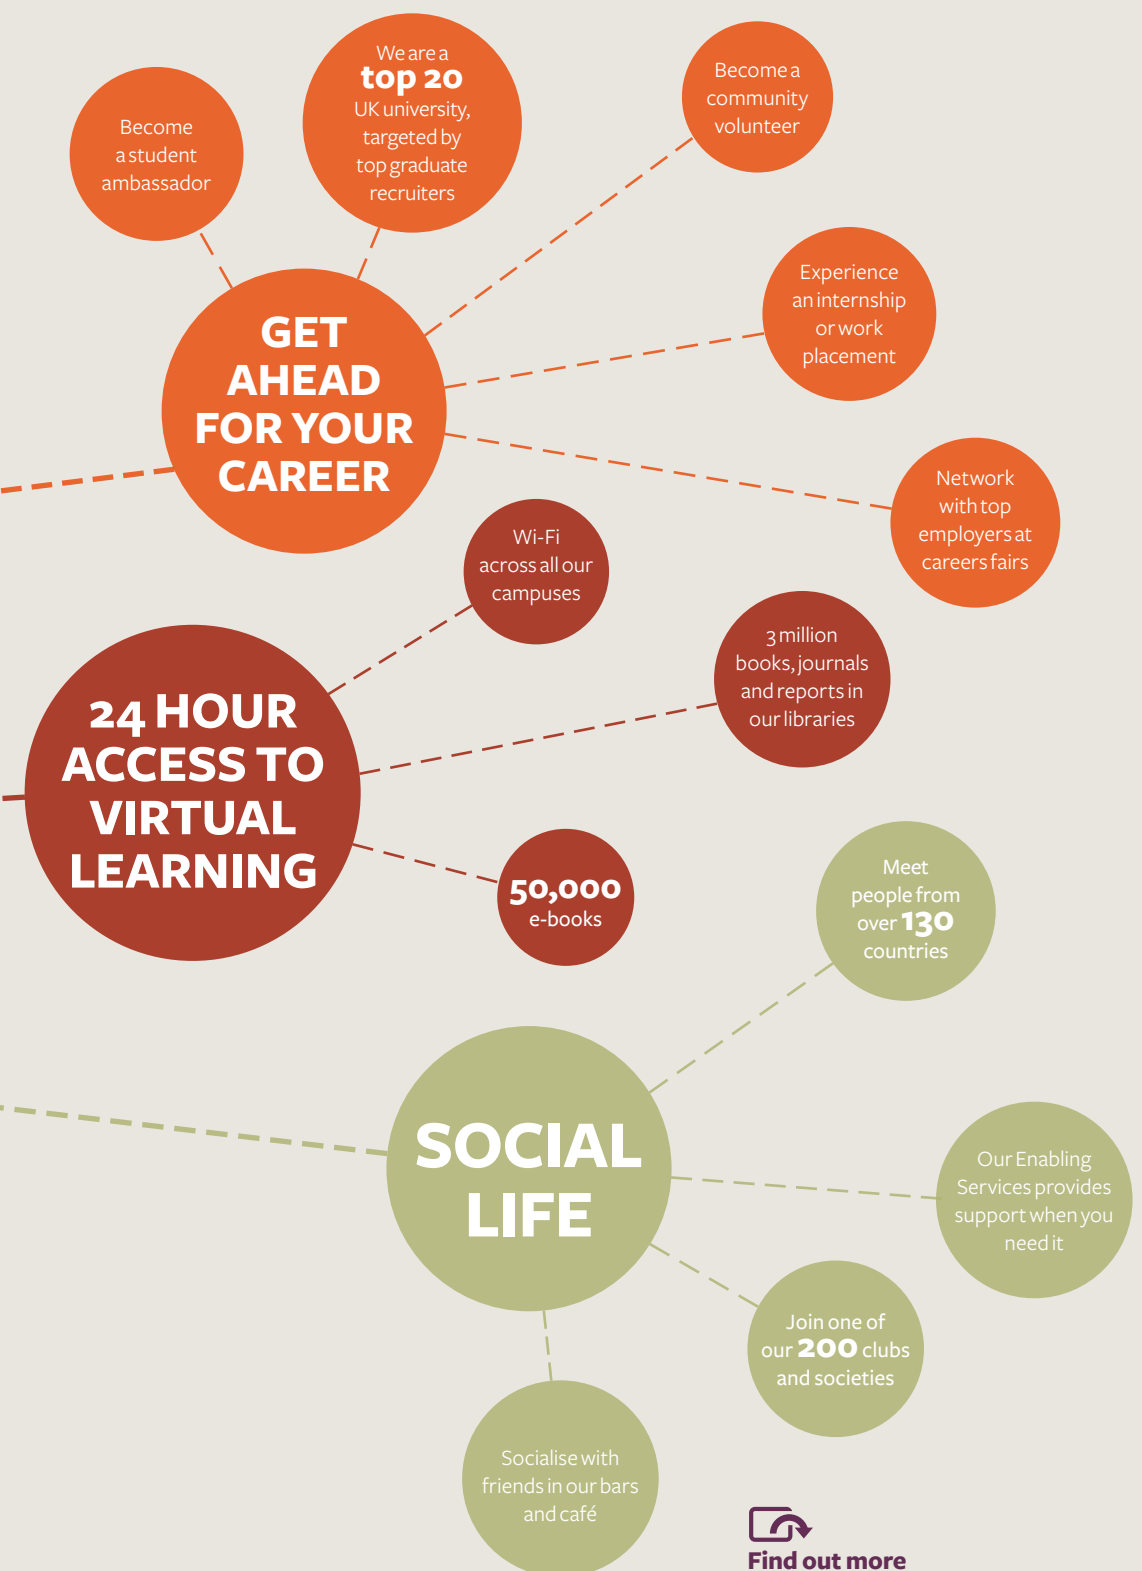 Become
a student
ambassador
We are a
top 20
UK university,
targeted by
top graduate
recruiters
Become a
community
volunteer
Experience
an internship
or work
placement
GET
AHEAD
FOR YOUR
CAREER
Network
with top
employers at
careers fairs
Wi-Fi
across all our
campuses
3 million
books, journals
and reports in
our libraries
24 HOUR
ACCESS TO
VIRTUAL
LEARNING
50,000
e-books
Meet
people from
over 130
countries
SOCIAL
LIFE
Our Enabling
Services provides
support when you
need it
Join one of
our 200 clubs
and societies
Socialise with
friends in our bars
and café
Find out more